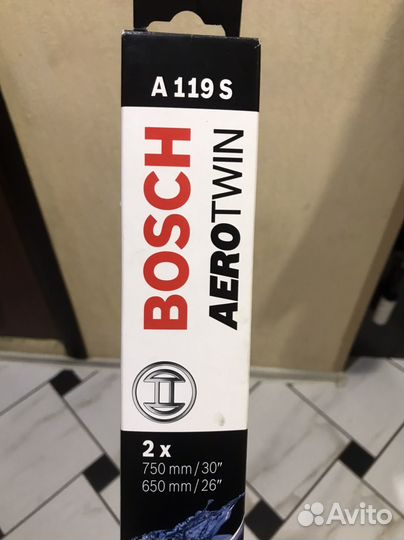 A 119 S
BOSCH
AEROTWIN
2 x
750 mm / 30"
650 mm / 26"
Avito